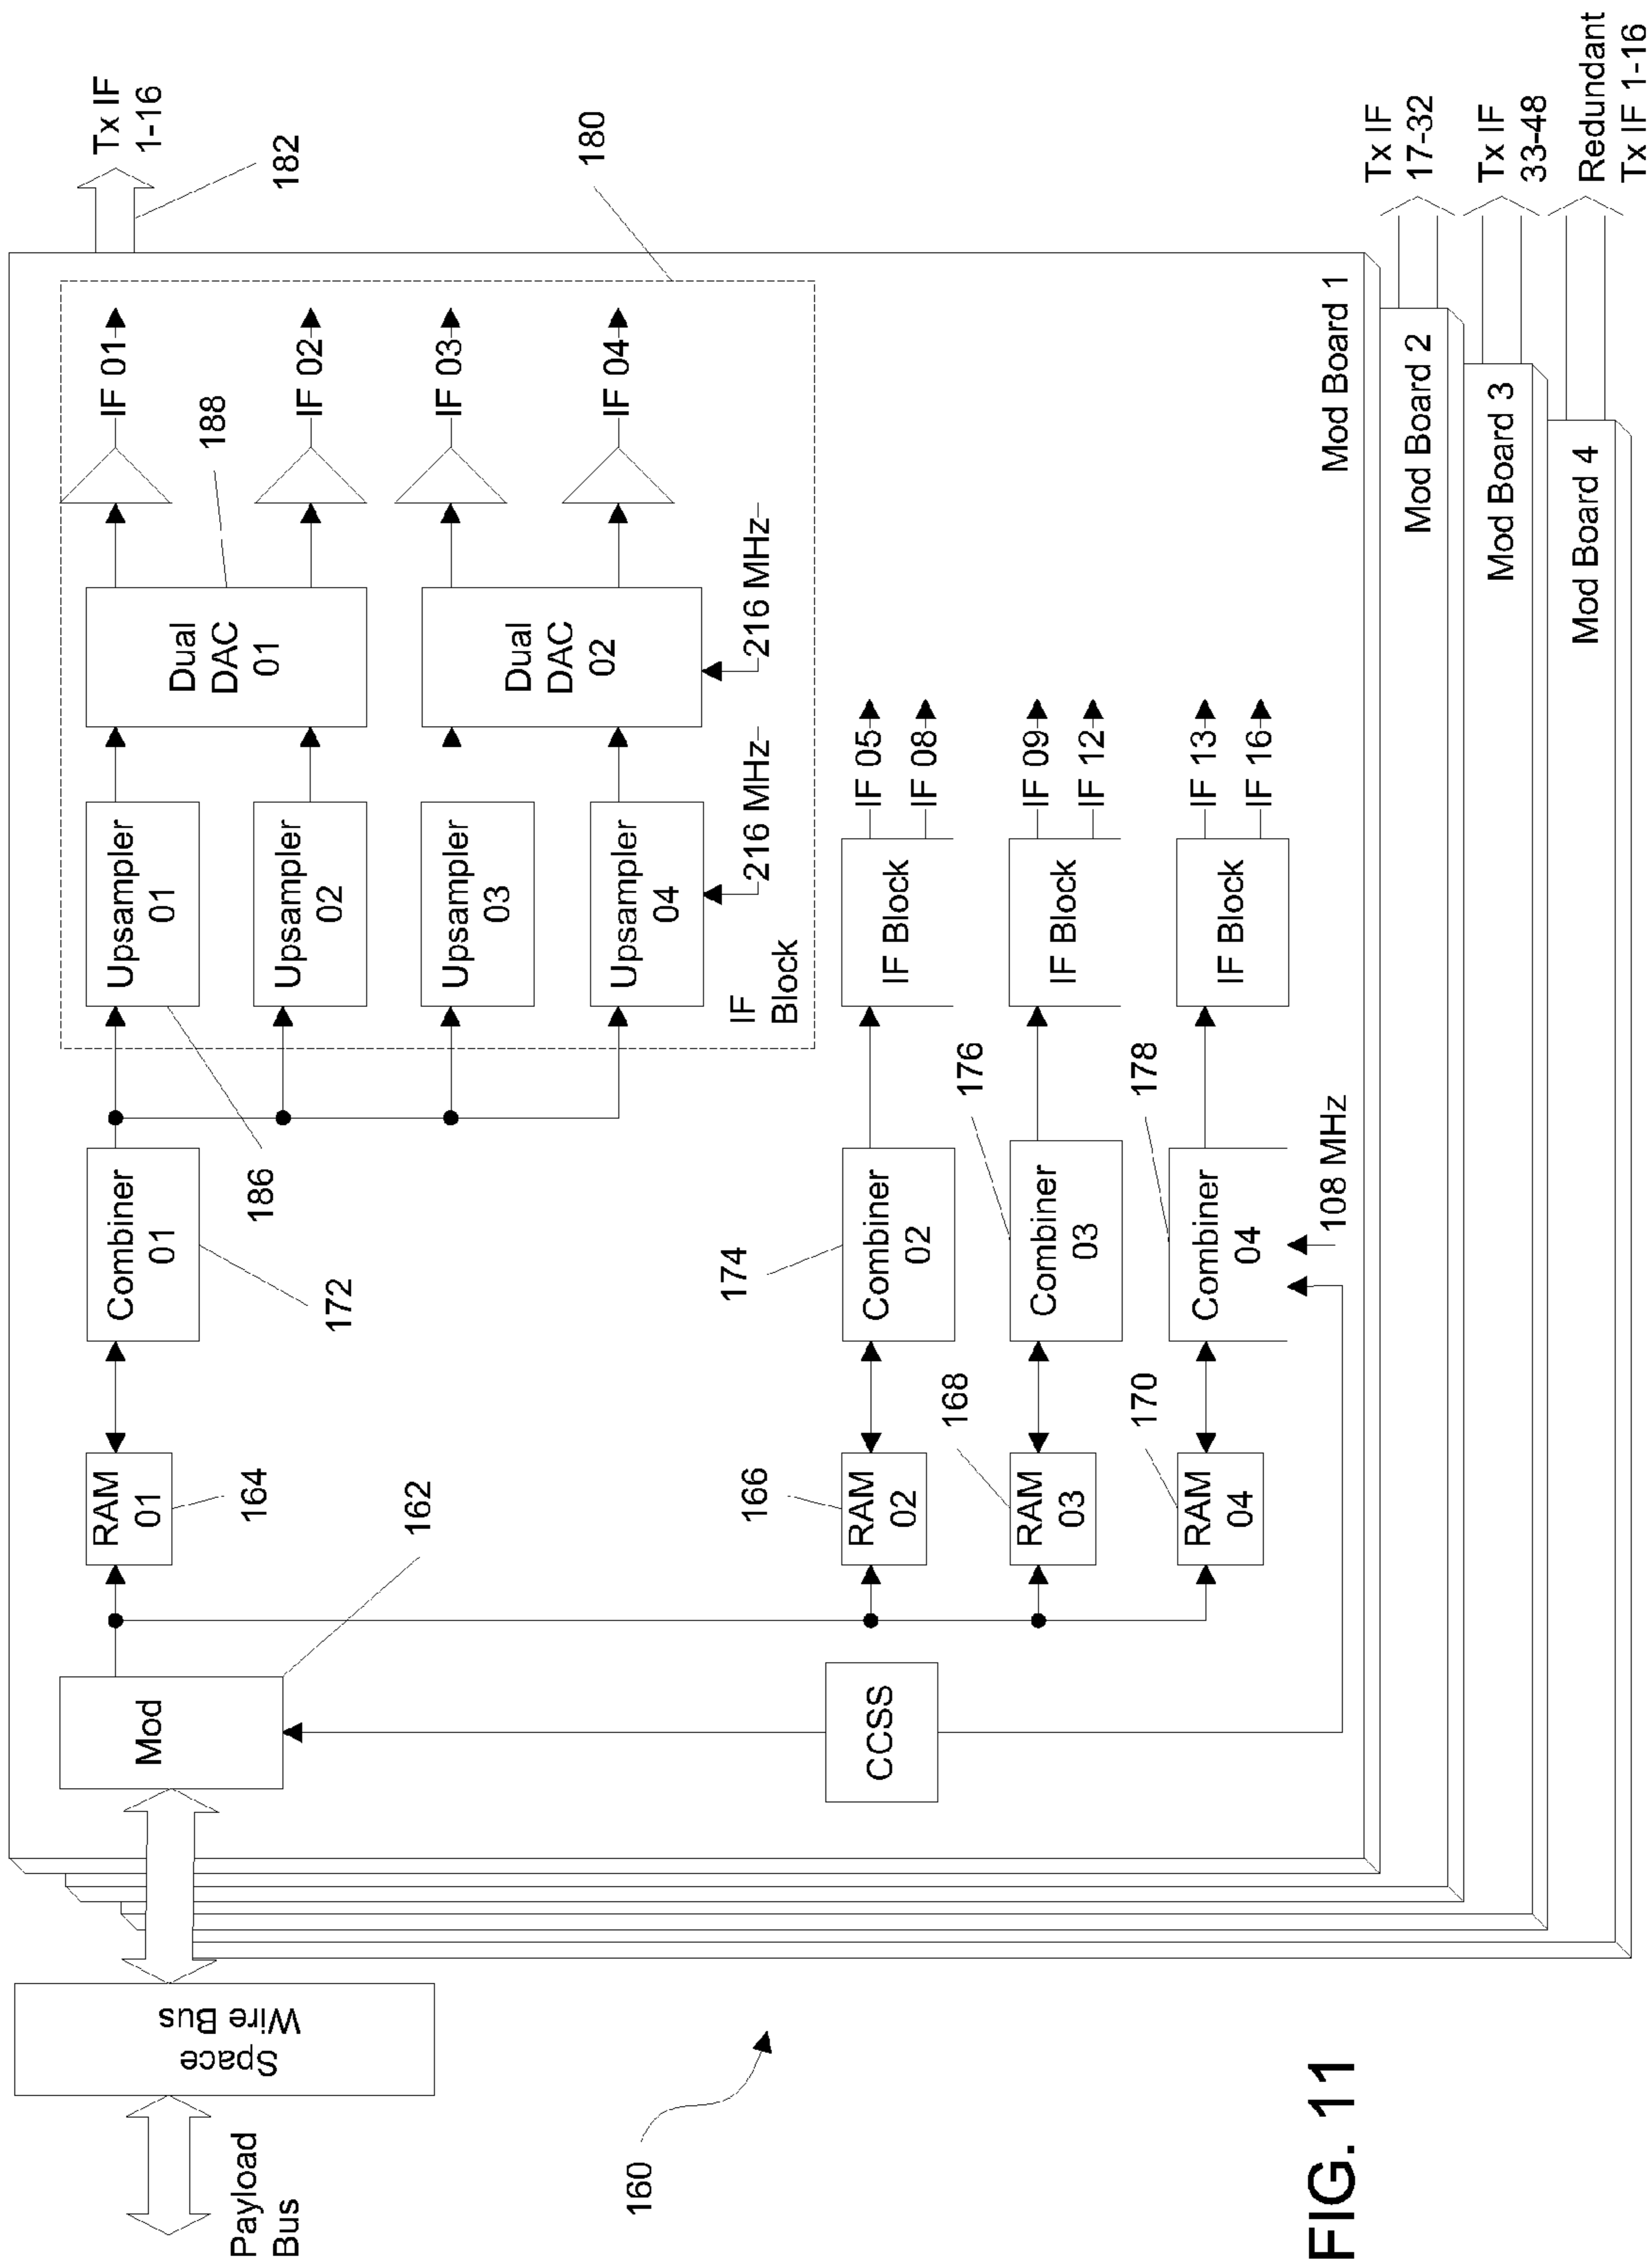 Payload
Bus
Space
Wire Bus
160
Mod
162
CCSS
RAM
01
164
RAM
02
166
RAM
03
168
RAM
04
170
Combiner
01
172
Combiner
02
174
Combiner
03
176
Combiner
04
178
108 MHz
Upsampler
01
186
Upsampler
02
Upsampler
03
Upsampler
04
216 MHz
IF
Block
Dual
DAC
01
188
Dual
DAC
02
216 MHz
IF 01
IF 02
IF 03
IF 04
180
IF Block
IF 05
IF 08
IF Block
IF 09
IF 12
IF Block
IF 13
IF 16
Tx IF
1-16
182
Mod Board 1
Tx IF
17-32
Mod Board 2
Tx IF
33-48
Mod Board 3
Redundant
Tx IF 1-16
Mod Board 4
FIG. 11